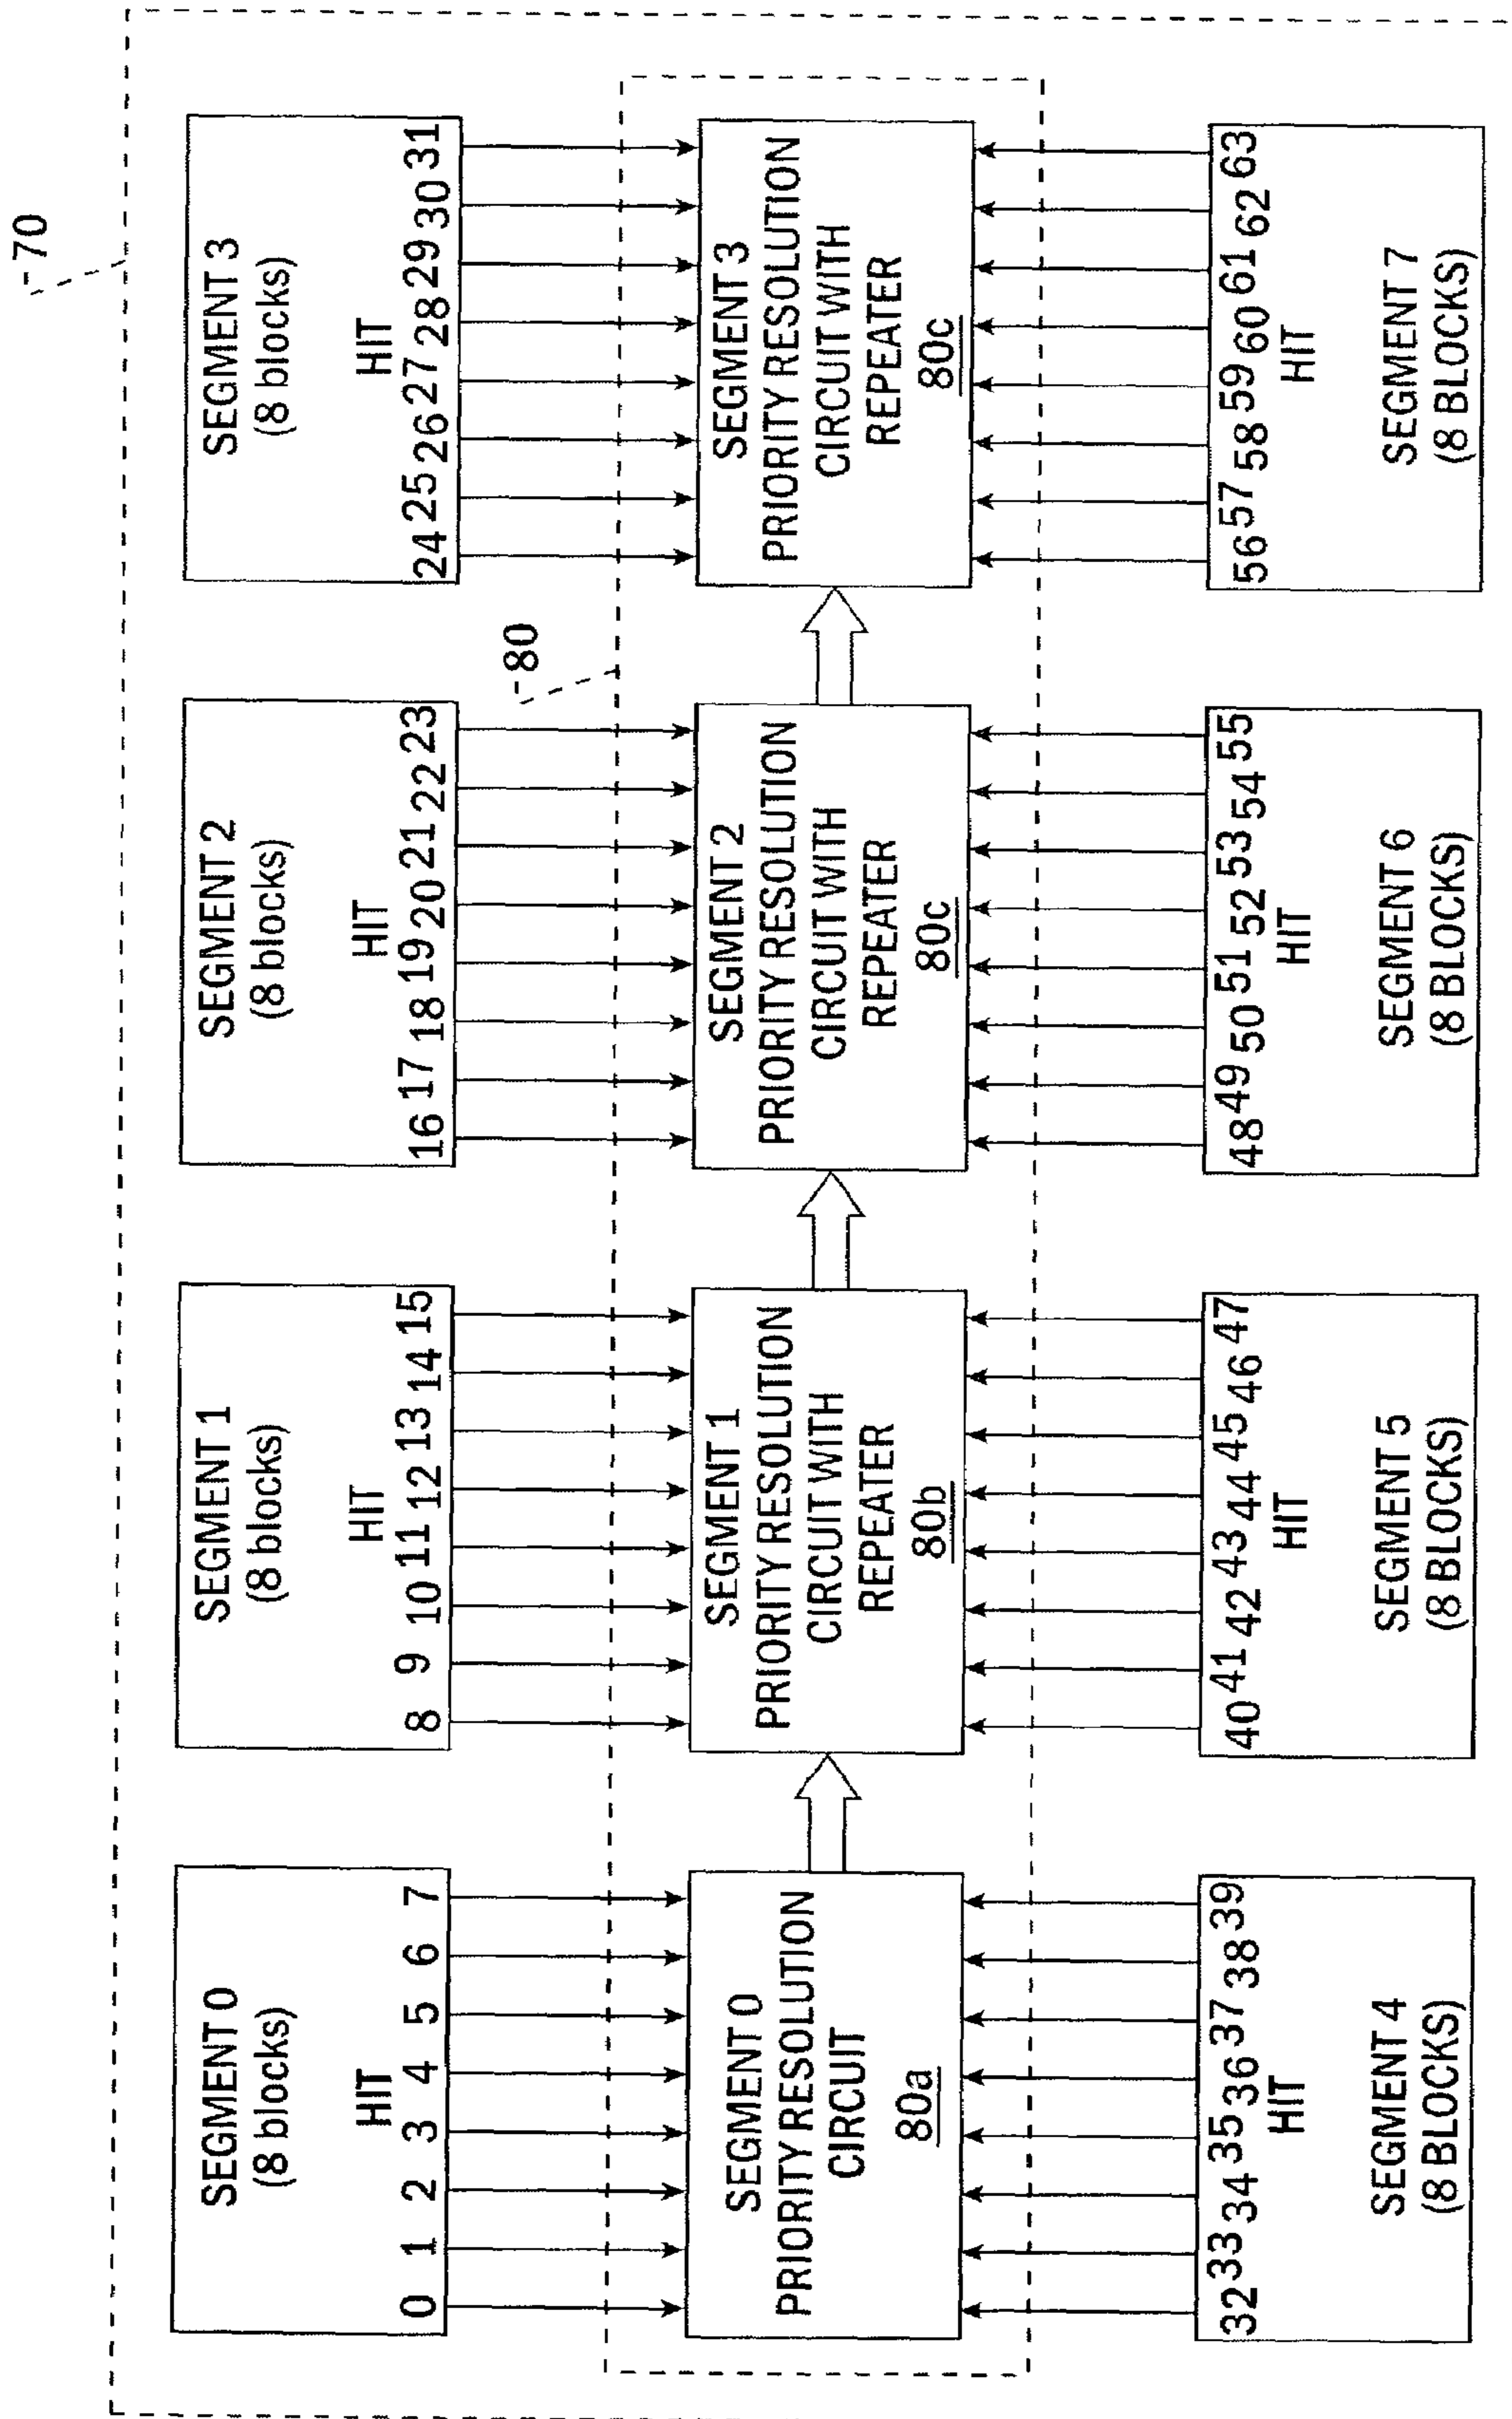 70
SEGMENT 0
(8 blocks)
HIT
0 1 2 3 4 5 6 7
SEGMENT 1
(8 blocks)
HIT
8 9 10 11 12 13 14 15
SEGMENT 2
(8 blocks)
HIT
16 17 18 19 20 21 22 23
SEGMENT 3
(8 blocks)
HIT
24 25 26 27 28 29 30 31
80
SEGMENT 0
PRIORITY RESOLUTION
CIRCUIT
80a
SEGMENT 1
PRIORITY RESOLUTION
CIRCUIT WITH
REPEATER
80b
SEGMENT 2
PRIORITY RESOLUTION
CIRCUIT WITH
REPEATER
80c
SEGMENT 3
PRIORITY RESOLUTION
CIRCUIT WITH
REPEATER
80c
32 33 34 35 36 37 38 39
HIT
SEGMENT 4
(8 BLOCKS)
40 41 42 43 44 45 46 47
HIT
SEGMENT 5
(8 BLOCKS)
48 49 50 51 52 53 54 55
HIT
SEGMENT 6
(8 BLOCKS)
56 57 58 59 60 61 62 63
HIT
SEGMENT 7
(8 BLOCKS)